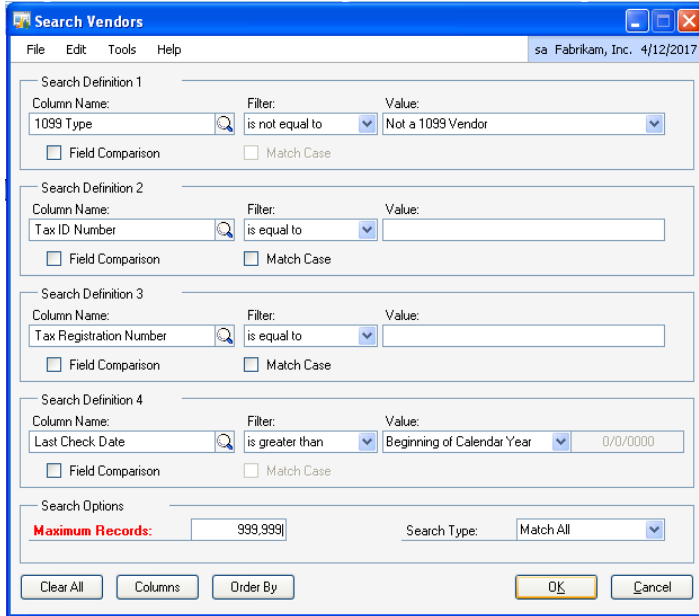 Search Vendors
File Edit Tools Help sa Fabrikam, Inc. 4/12/2017
Search Definition 1
Column Name: Filter: Value:
1099 Type is not equal to Not a 1099 Vendor
Field Comparison Match Case
Search Definition 2
Column Name: Filter: Value:
Tax ID Number is equal to
Field Comparison Match Case
Search Definition 3
Column Name: Filter: Value:
Tax Registration Number is equal to
Field Comparison Match Case
Search Definition 4
Column Name: Filter: Value:
Last Check Date is greater than Beginning of Calendar Year 0/0/0000
Field Comparison Match Case
Search Options
Maximum Records: 999,999 Search Type: Match All
Clear All Columns Order By OK Cancel